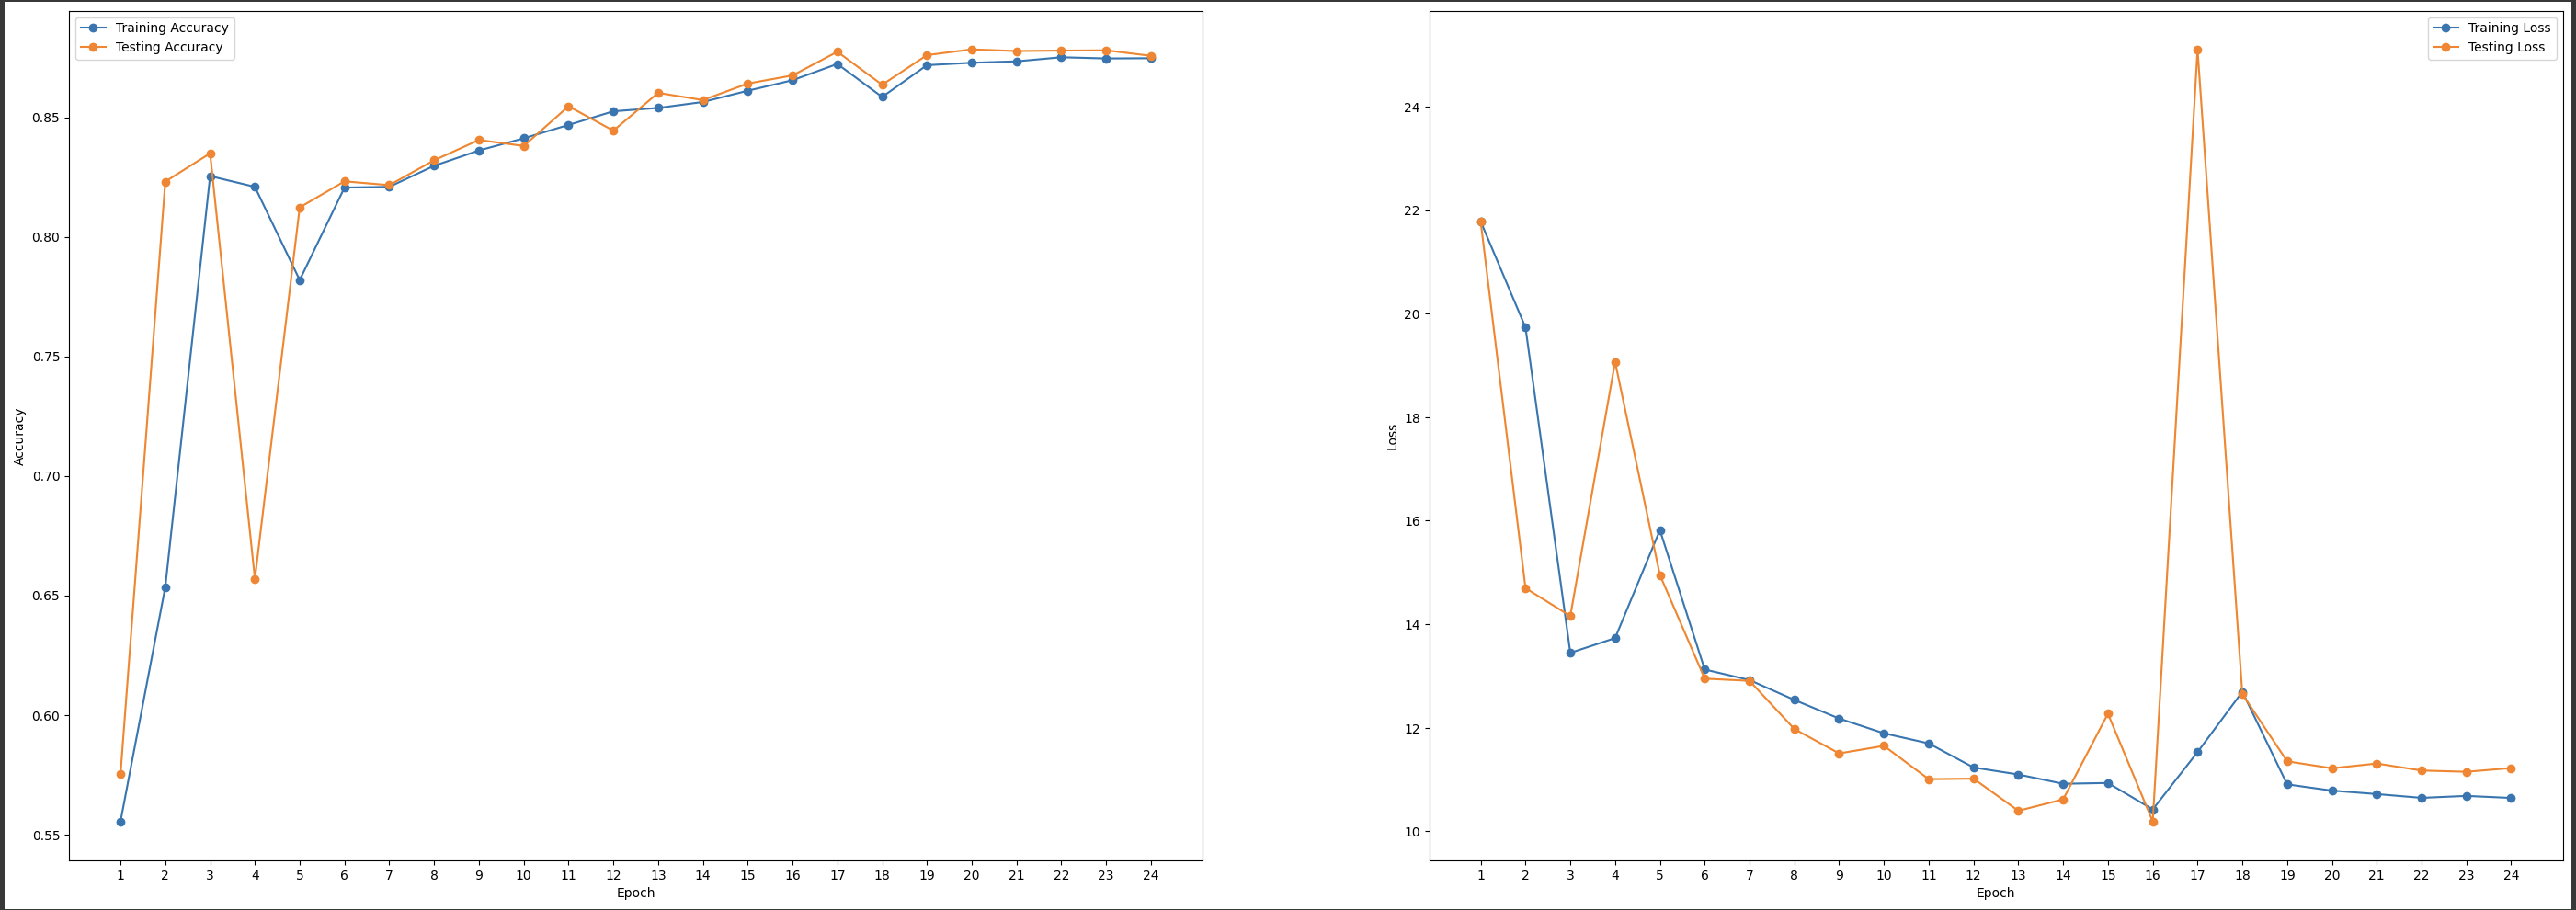 Training Accuracy
Testing Accuracy
0.85
0.80
0.75
0.70
0.65
0.60
0.55
Accuracy
1 2 3 4 5 6 7 8 9 10 11 12 13 14 15 16 17 18 19 20 21 22 23 24
Epoch
Training Loss
Testing Loss
24
22
20
18
16
14
12
10
Loss
1 2 3 4 5 6 7 8 9 10 11 12 13 14 15 16 17 18 19 20 21 22 23 24
Epoch